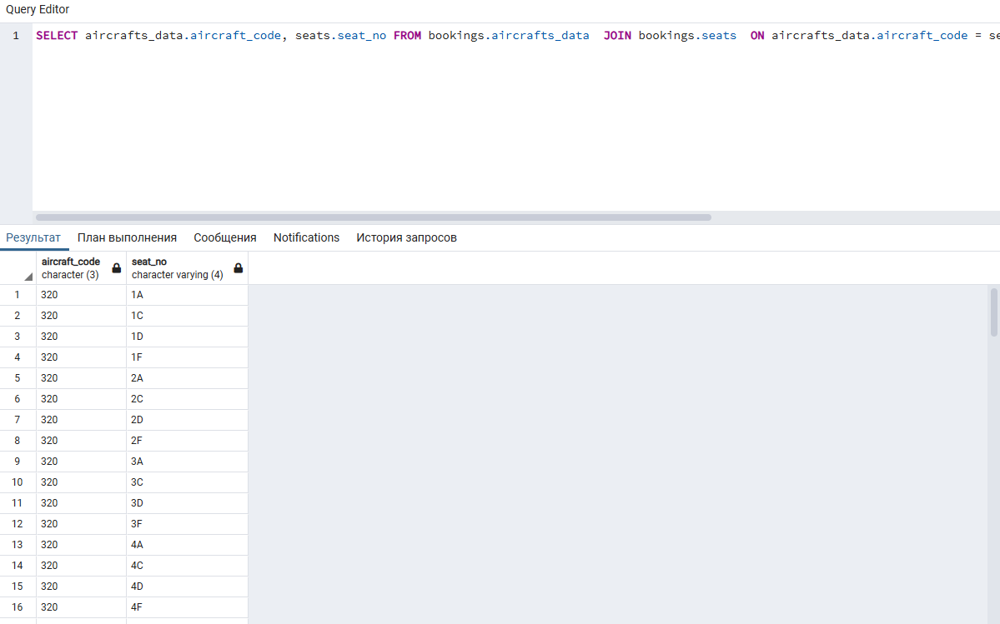 Query Editor
1 SELECT aircrafts_data.aircraft_code, seats.seat_no FROM bookings.aircrafts_data  JOIN bookings.seats  ON aircrafts_data.aircraft_code = se
Результат План выполнения Сообщения Notifications История запросов
aircraft_code seat_no
character (3) character varying (4)
1 320 1A
2 320 1C
3 320 1D
4 320 1F
5 320 2A
6 320 2C
7 320 2D
8 320 2F
9 320 3A
10 320 3C
11 320 3D
12 320 3F
13 320 4A
14 320 4C
15 320 4D
16 320 4F